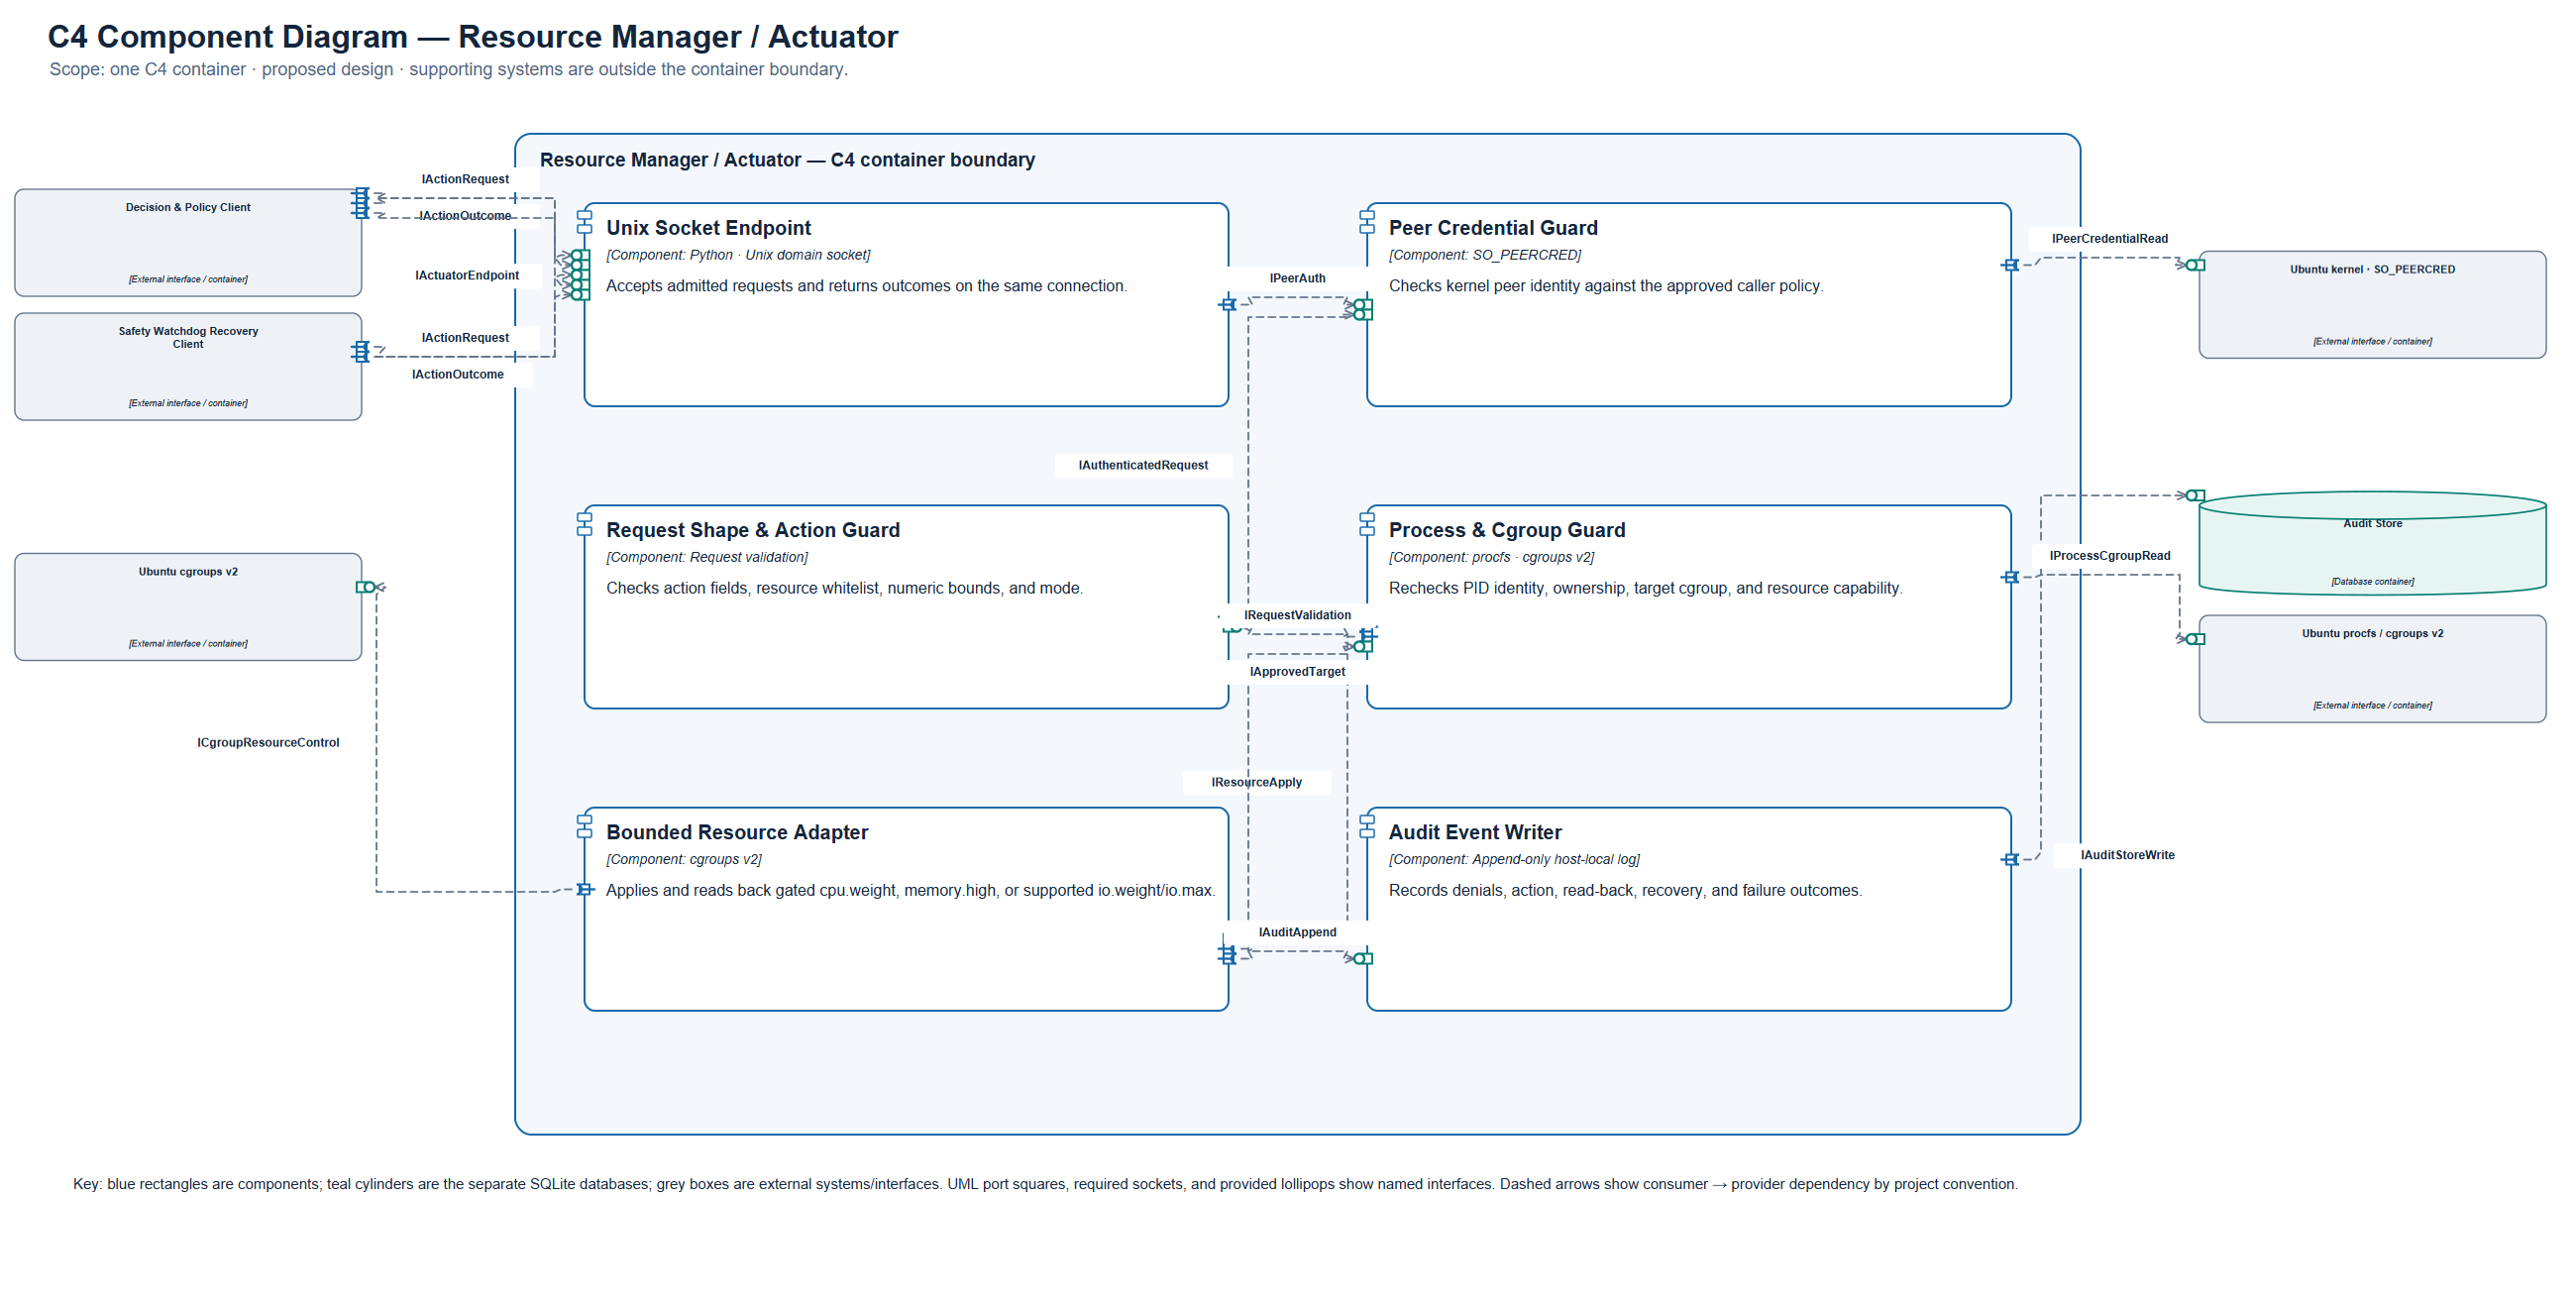 C4 Component Diagram — Resource Manager / Actuator
Scope: one C4 container · proposed design · supporting systems are outside the container boundary.
Resource Manager / Actuator — C4 container boundary
IActionRequest
Decision & Policy Client
[External interface / container]
IActionOutcome
IActuatorEndpoint
Safety Watchdog Recovery
Client
[External interface / container]
IActionRequest
IActionOutcome
Unix Socket Endpoint
[Component: Python · Unix domain socket]
Accepts admitted requests and returns outcomes on the same connection.
IPeerAuth
Peer Credential Guard
[Component: SO_PEERCRED]
Checks kernel peer identity against the approved caller policy.
IPeerCredentialRead
Ubuntu kernel · SO_PEERCRED
[External interface / container]
IAuthenticatedRequest
Ubuntu cgroups v2
[External interface / container]
Request Shape & Action Guard
[Component: Request validation]
Checks action fields, resource whitelist, numeric bounds, and mode.
IRequestValidation
IApprovedTarget
Process & Cgroup Guard
[Component: procfs · cgroups v2]
Rechecks PID identity, ownership, target cgroup, and resource capability.
IProcessCgroupRead
Audit Store
[Database container]
Ubuntu procfs / cgroups v2
[External interface / container]
ICgroupResourceControl
IResourceApply
Bounded Resource Adapter
[Component: cgroups v2]
Applies and reads back gated cpu.weight, memory.high, or supported io.weight/io.max.
IAuditAppend
Audit Event Writer
[Component: Append-only host-local log]
Records denials, action, read-back, recovery, and failure outcomes.
IAuditStoreWrite
Key: blue rectangles are components; teal cylinders are the separate SQLite databases; grey boxes are external systems/interfaces. UML port squares, required sockets, and provided lollipops show named interfaces. Dashed arrows show consumer → provider dependency by project convention.